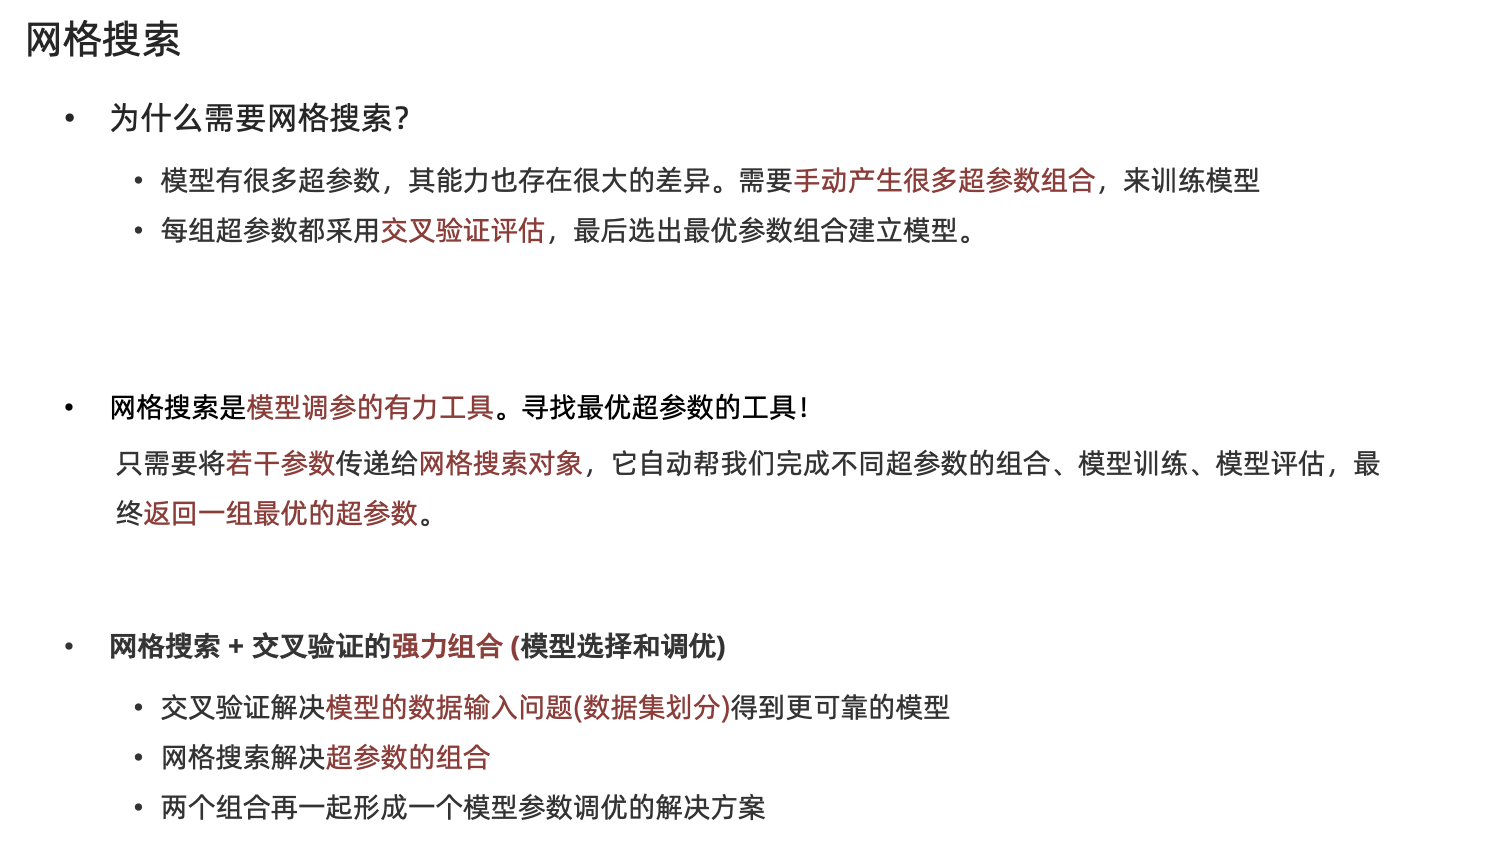 网格搜索
• 为什么需要网格搜索？
• 模型有很多超参数，其能力也存在很大的差异。需要手动产生很多超参数组合，来训练模型
• 每组超参数都采用交叉验证评估，最后选出最优参数组合建立模型。
• 网格搜索是模型调参的有力工具。寻找最优超参数的工具！
只需要将若干参数传递给网格搜索对象，它自动帮我们完成不同超参数的组合、模型训练、模型评估，最
终返回一组最优的超参数。
• 网格搜索 + 交叉验证的强力组合 (模型选择和调优)
• 交叉验证解决模型的数据输入问题(数据集划分)得到更可靠的模型
• 网格搜索解决超参数的组合
• 两个组合再一起形成一个模型参数调优的解决方案